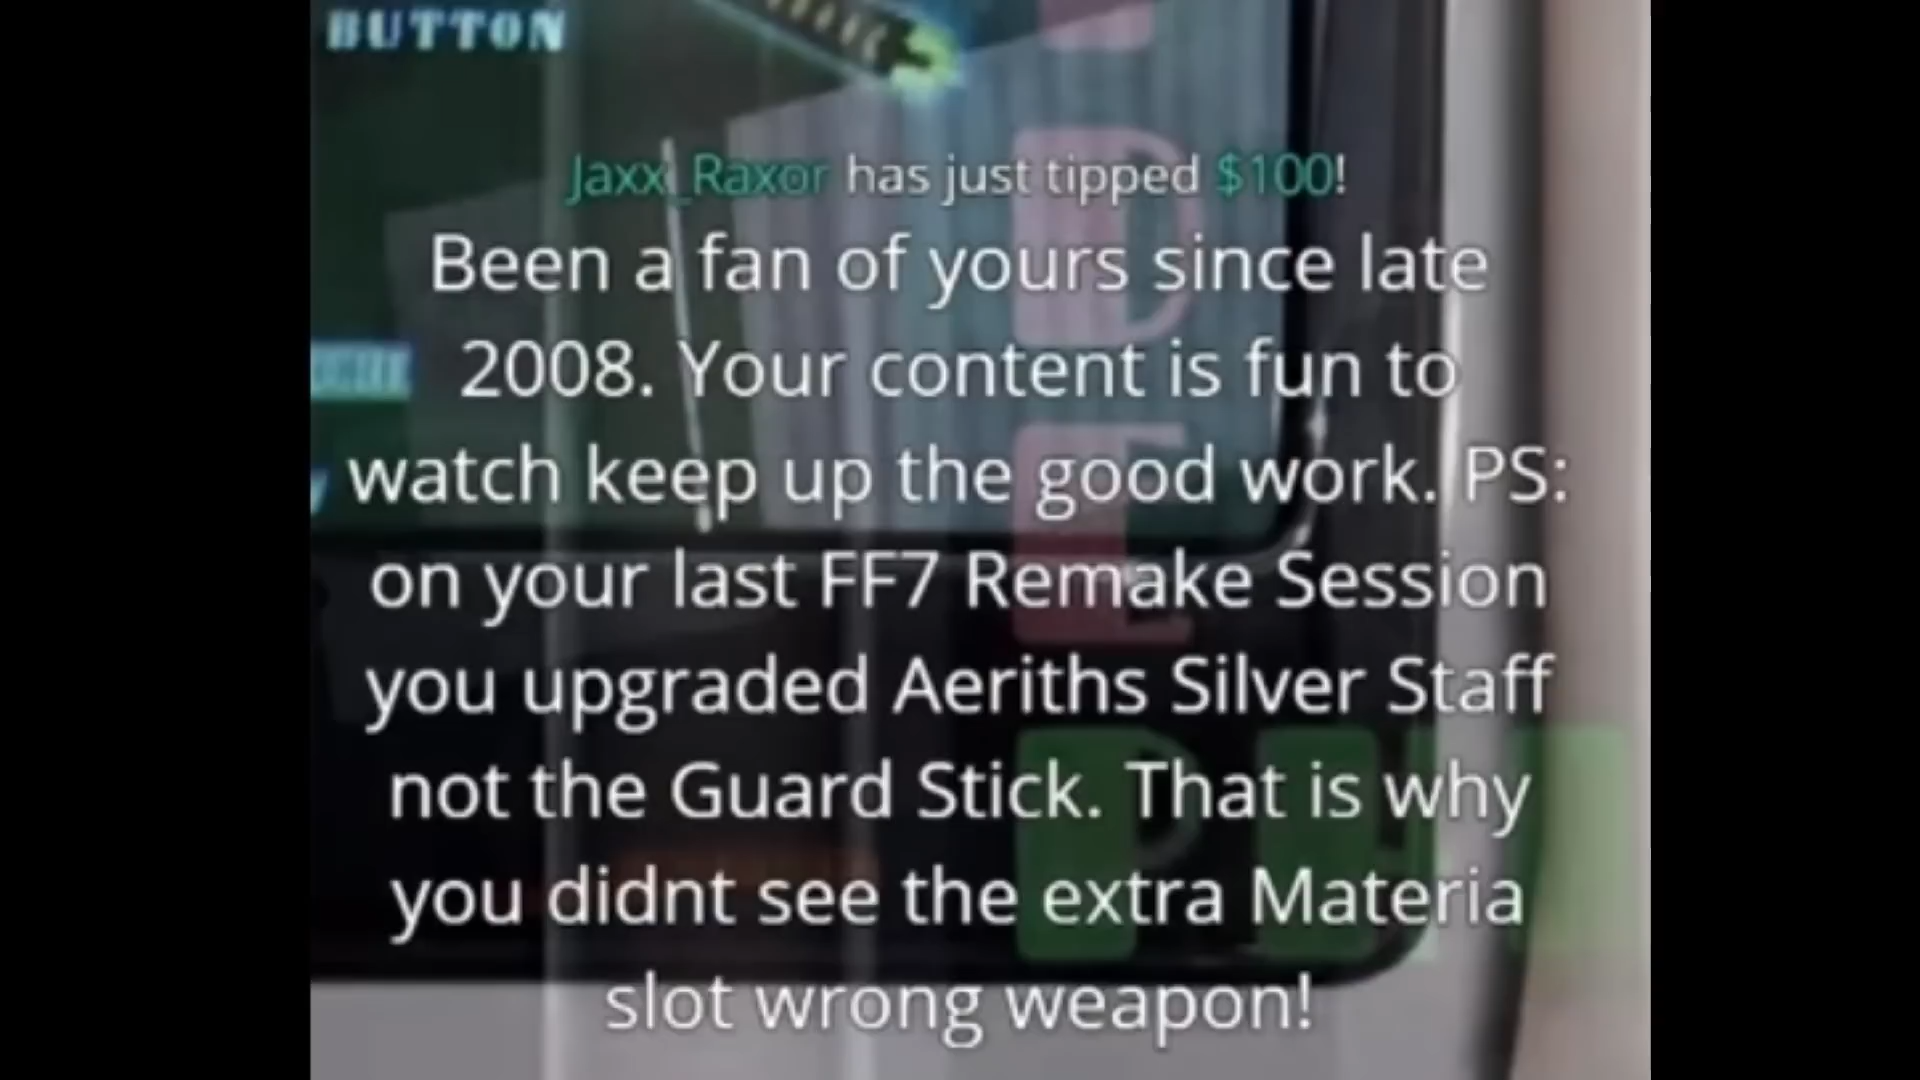 BUTTON
Jaxx_Raxor has just tipped $100!
Been a fan of yours since late
2008. Your content is fun to
watch keep up the good work. PS:
on your last FF7 Remake Session
you upgraded Aeriths Silver Staff
not the Guard Stick. That is why
you didnt see the extra Materia
slot wrong weapon!